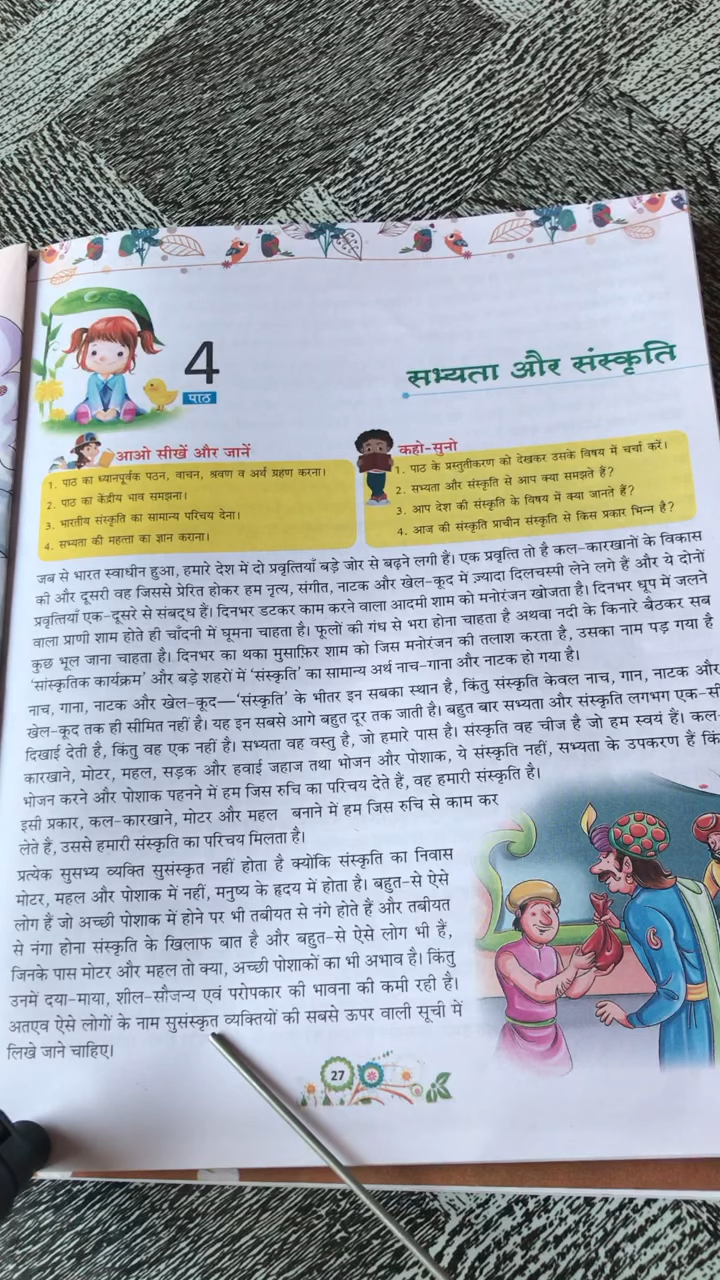 4
पाठ
सभ्यता और संस्कृति
आओ सीखें और जानें
1. पाठ का ध्यानपूर्वक पठन, वाचन, श्रवण व अर्थ ग्रहण करना।
2. पाठ का केंद्रीय भाव समझना।
3. भारतीय संस्कृति का सामान्य परिचय देना।
4. सभ्यता की महत्ता का ज्ञान कराना।
कहो-सुनो
1. पाठ के प्रस्तुतीकरण को देखकर उसके विषय में चर्चा करें।
2. सभ्यता और संस्कृति से आप क्या समझते हैं?
3. आप देश की संस्कृति के विषय में क्या जानते हैं?
4. आज की संस्कृति प्राचीन संस्कृति से किस प्रकार भिन्न है?
जब से भारत स्वाधीन हुआ, हमारे देश में दो प्रवृत्तियाँ बड़े जोर से बढ़ने लगी हैं। एक प्रवृत्ति तो है कल-कारखानों के विकास
की और दूसरी वह जिससे प्रेरित होकर हम नृत्य, संगीत, नाटक और खेल-कूद में ज़्यादा दिलचस्पी लेने लगे हैं और ये दोनों
प्रवृत्तियाँ एक-दूसरे से संबद्ध हैं। दिनभर डटकर काम करने वाला आदमी शाम को मनोरंजन खोजता है। दिनभर धूप में जलने
वाला प्राणी शाम होते ही चाँदनी में घूमना चाहता है। फूलों की गंध से भरा होना चाहता है अथवा नदी के किनारे बैठकर सब
कुछ भूल जाना चाहता है। दिनभर का थका मुसाफ़िर शाम को जिस मनोरंजन की तलाश करता है, उसका नाम पड़ गया है
'सांस्कृतिक कार्यक्रम' और बड़े शहरों में 'संस्कृति' का सामान्य अर्थ नाच-गाना और नाटक हो गया है।
नाच, गाना, नाटक और खेल-कूद—'संस्कृति' के भीतर इन सबका स्थान है, किंतु संस्कृति केवल नाच, गान, नाटक और
खेल-कूद तक ही सीमित नहीं है। यह इन सबसे आगे बहुत दूर तक जाती है। बहुत बार सभ्यता और संस्कृति लगभग एक-सी
दिखाई देती है, किंतु वह एक नहीं है। सभ्यता वह वस्तु है, जो हमारे पास है। संस्कृति वह चीज है जो हम स्वयं हैं। कल-
कारखाने, मोटर, महल, सड़क और हवाई जहाज तथा भोजन और पोशाक, ये संस्कृति नहीं, सभ्यता के उपकरण हैं किं
भोजन करने और पोशाक पहनने में हम जिस रुचि का परिचय देते हैं, वह हमारी संस्कृति है।
इसी प्रकार, कल-कारखाने, मोटर और महल बनाने में हम जिस रुचि से काम कर
लेते हैं, उससे हमारी संस्कृति का परिचय मिलता है।
प्रत्येक सुसभ्य व्यक्ति सुसंस्कृत नहीं होता है क्योंकि संस्कृति का निवास
मोटर, महल और पोशाक में नहीं, मनुष्य के हृदय में होता है। बहुत-से ऐसे
लोग हैं जो अच्छी पोशाक में होने पर भी तबीयत से नंगे होते हैं और तबीयत
से नंगा होना संस्कृति के खिलाफ बात है और बहुत-से ऐसे लोग भी हैं,
जिनके पास मोटर और महल तो क्या, अच्छी पोशाकों का भी अभाव है। किंतु
उनमें दया-माया, शील-सौजन्य एवं परोपकार की भावना की कमी रही है।
अतएव ऐसे लोगों के नाम सुसंस्कृत व्यक्तियों की सबसे ऊपर वाली सूची में
लिखे जाने चाहिए।
27